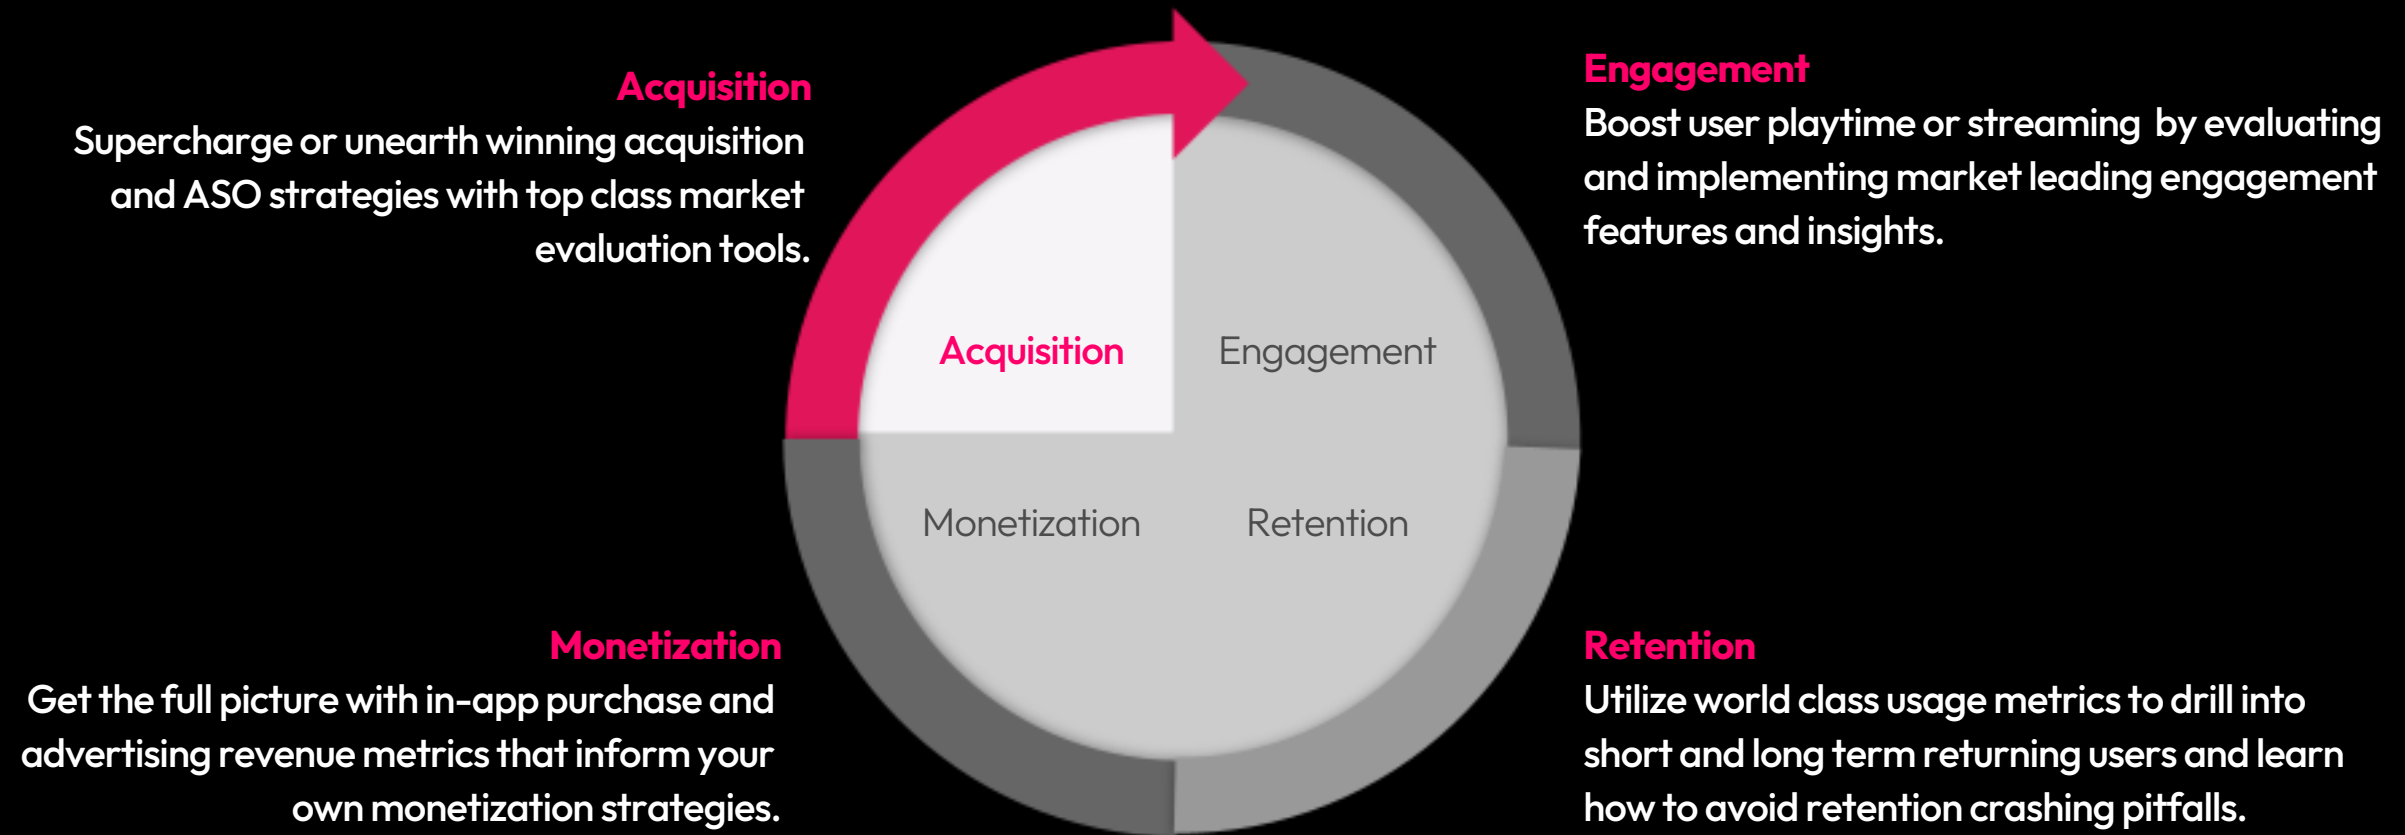 Acquisition
Supercharge or unearth winning acquisition
and ASO strategies with top class market
evaluation tools.
Engagement
Boost user playtime or streaming by evaluating
and implementing market leading engagement
features and insights.
Acquisition
Engagement
Monetization
Retention
Monetization
Get the full picture with in-app purchase and
advertising revenue metrics that inform your
own monetization strategies.
Retention
Utilize world class usage metrics to drill into
short and long term returning users and learn
how to avoid retention crashing pitfalls.